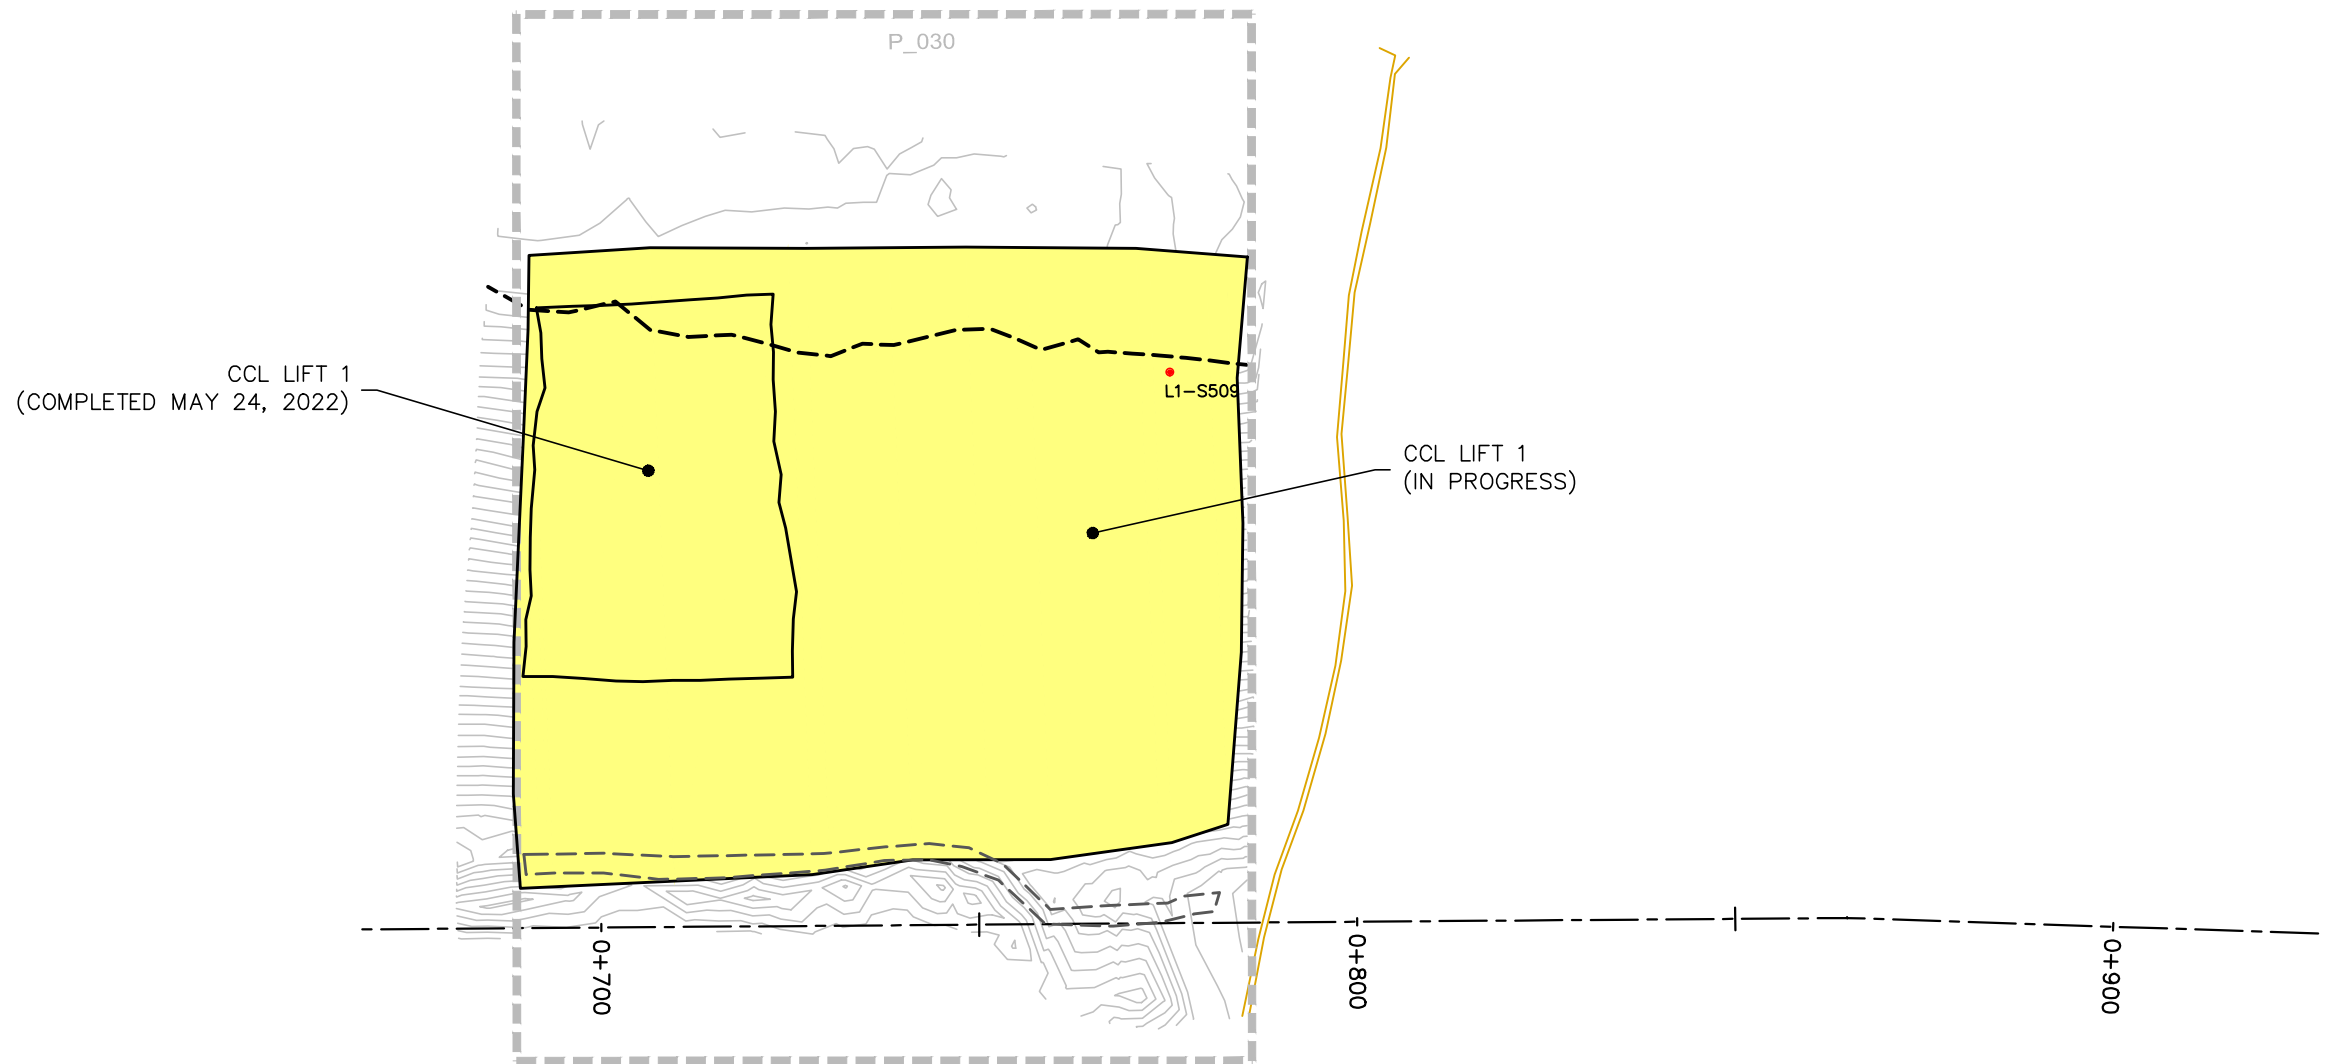 P_030
CCL LIFT 1
(COMPLETED MAY 24, 2022)
L1-S509
CCL LIFT 1
(IN PROGRESS)
0+700
0+800
0+900